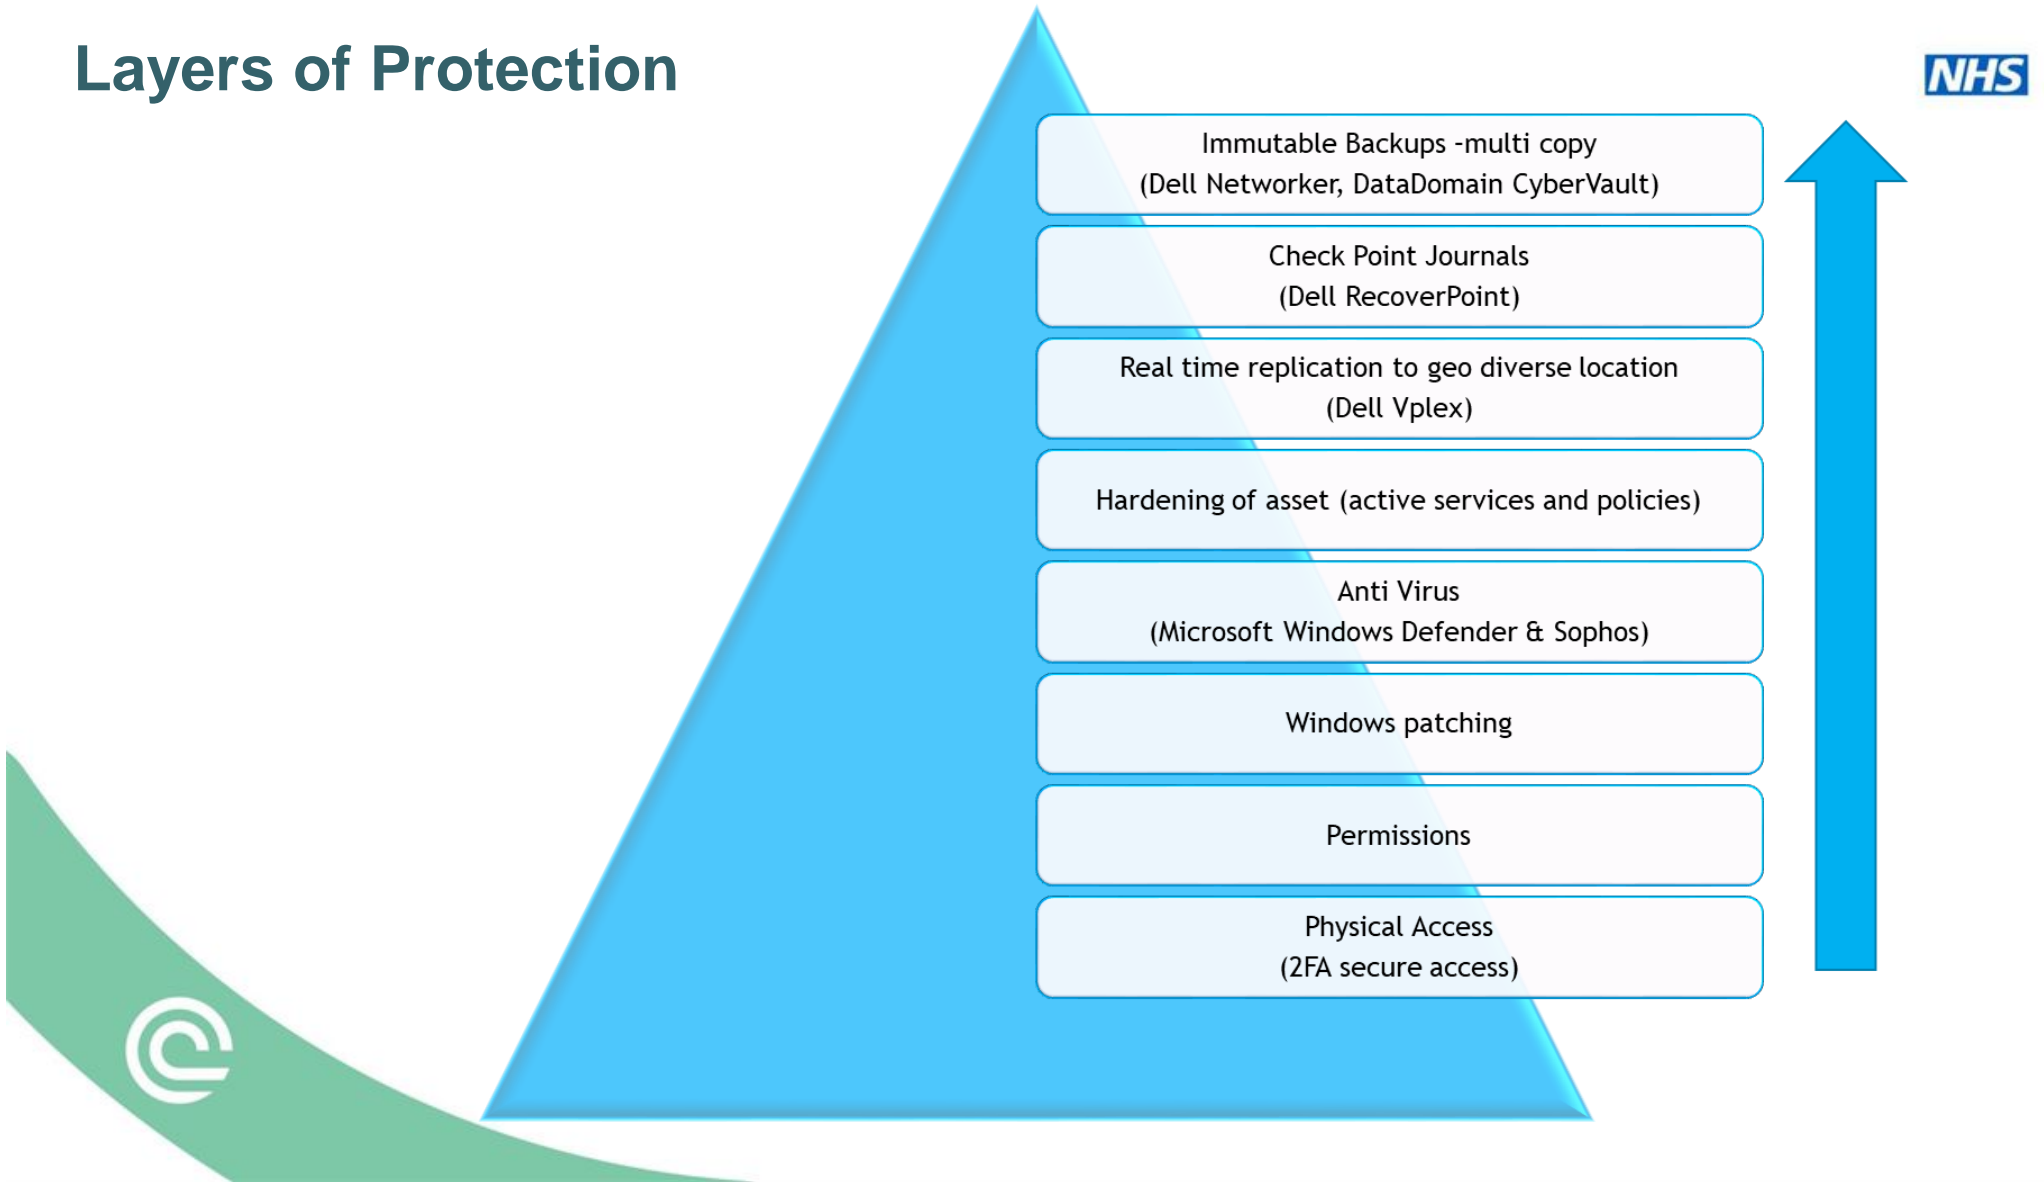 Layers of Protection
NHS
Immutable Backups -multi copy
(Dell Networker, DataDomain CyberVault)
Check Point Journals
(Dell RecoverPoint)
Real time replication to geo diverse location
(Dell Vplex)
Hardening of asset (active services and policies)
Anti Virus
(Microsoft Windows Defender & Sophos)
Windows patching
Permissions
Physical Access
(2FA secure access)